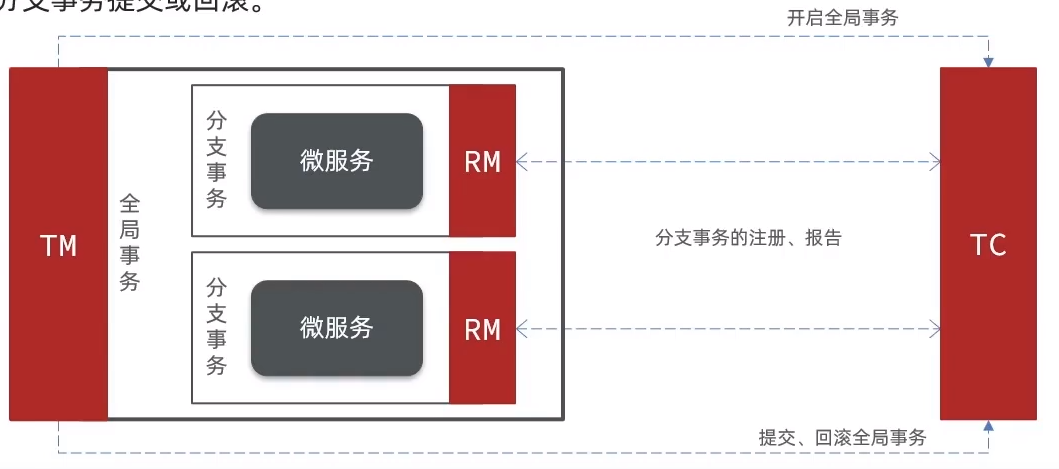 分支事务提交或回滚。
开启全局事务
TM
全局事务
分支事务
微服务
RM
分支事务的注册、报告
TC
分支事务
微服务
RM
提交、回滚全局事务